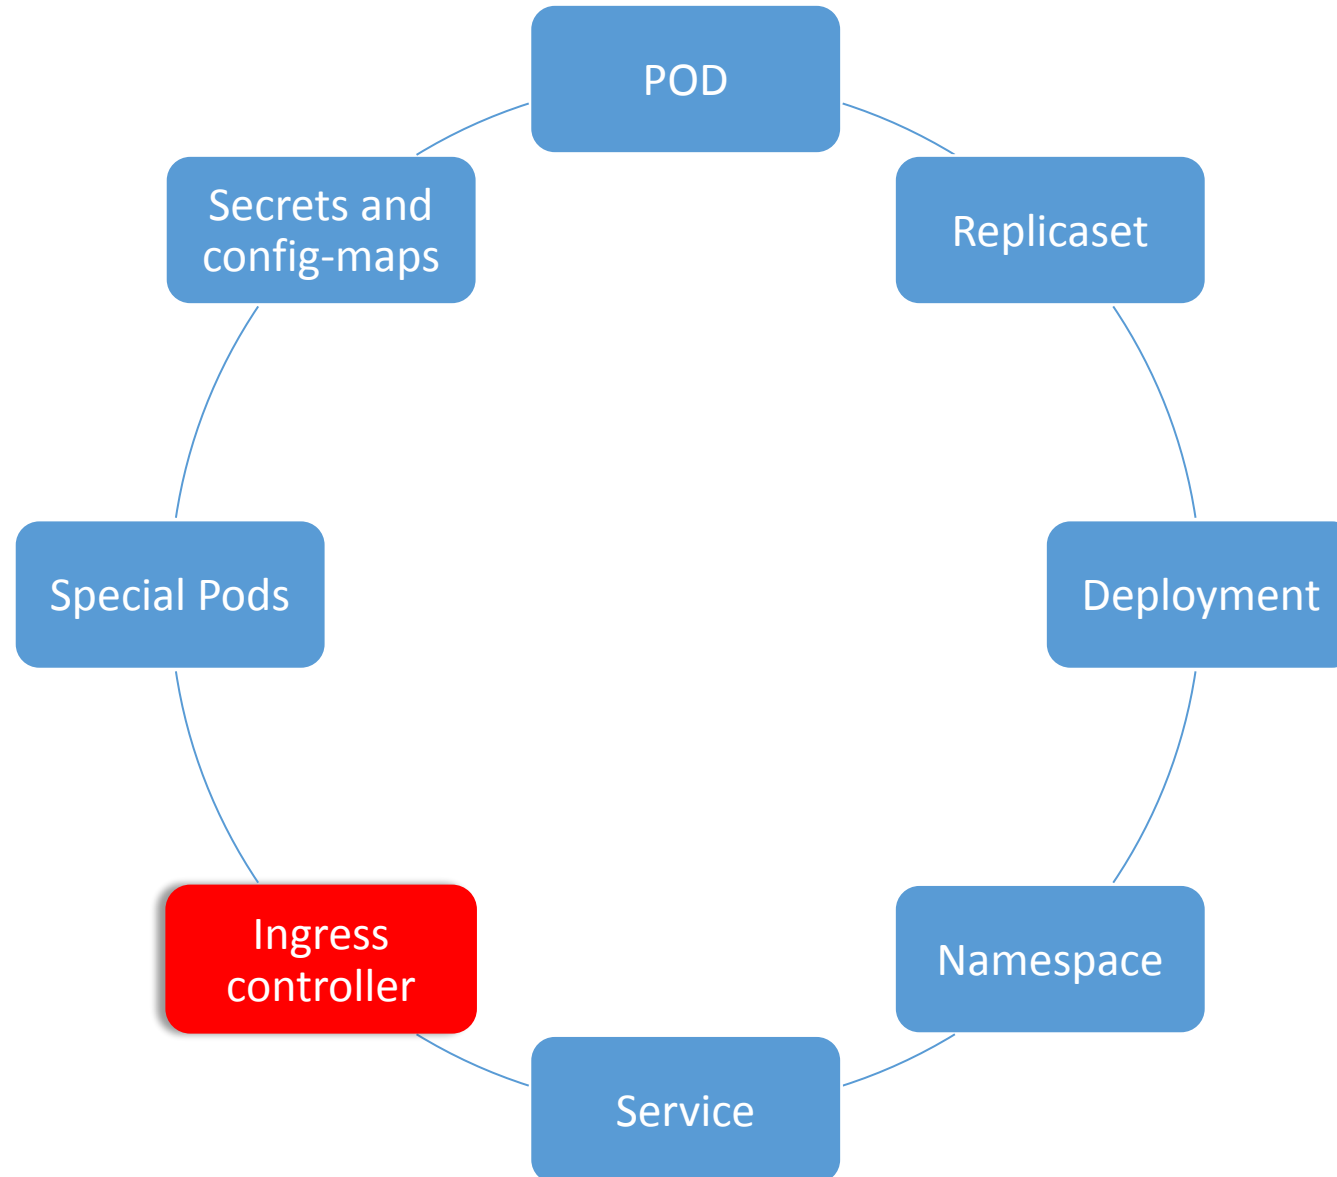 POD
Replicaset
Deployment
Namespace
Service
Ingress
controller
Special Pods
Secrets and
config-maps